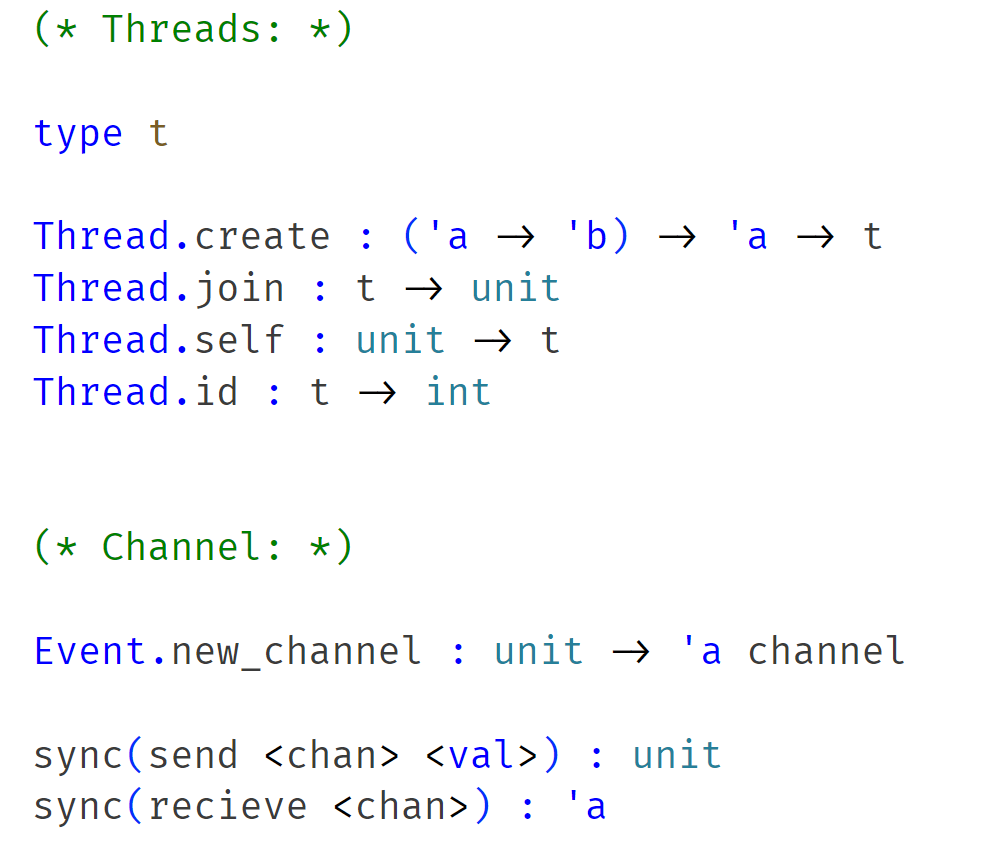 (* Threads: *)
type t
Thread.create : ('a → 'b) → 'a → t
Thread.join : t → unit
Thread.self : unit → t
Thread.id : t → int
(* Channel: *)
Event.new_channel : unit → 'a channel
sync(send <chan> <val>) : unit
sync(recieve <chan>) : 'a